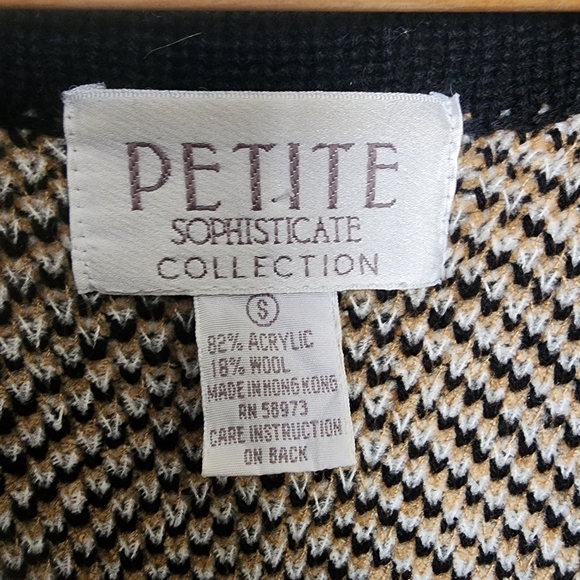 PETITE
SOPHISTICATE
COLLECTION
S
82% ACRYLIC
18% WOOL
MADE IN HONG KONG
RN 58973
CARE INSTRUCTION
ON BACK